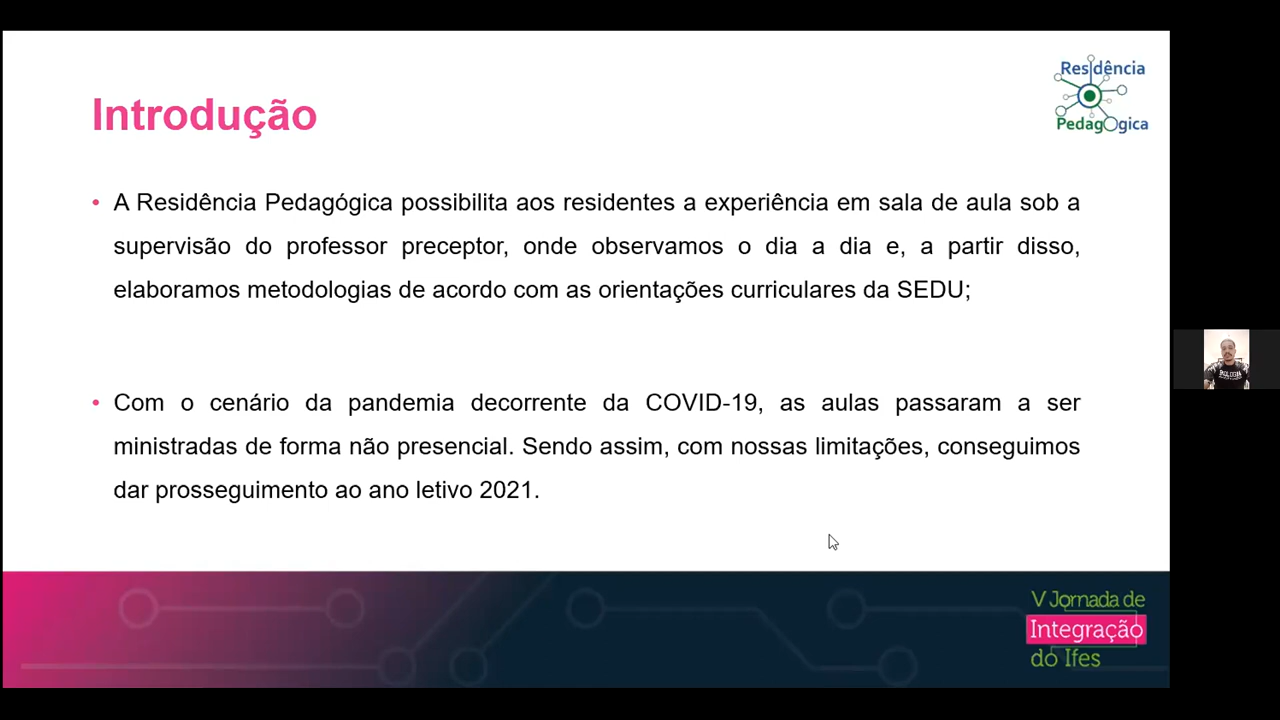 Residência
Pedagógica
Introdução
• A Residência Pedagógica possibilita aos residentes a experiência em sala de aula sob a
supervisão do professor preceptor, onde observamos o dia a dia e, a partir disso,
elaboramos metodologias de acordo com as orientações curriculares da SEDU;
• Com o cenário da pandemia decorrente da COVID-19, as aulas passaram a ser
ministradas de forma não presencial. Sendo assim, com nossas limitações, conseguimos
dar prosseguimento ao ano letivo 2021.
V Jornada de
Integração
do Ifes